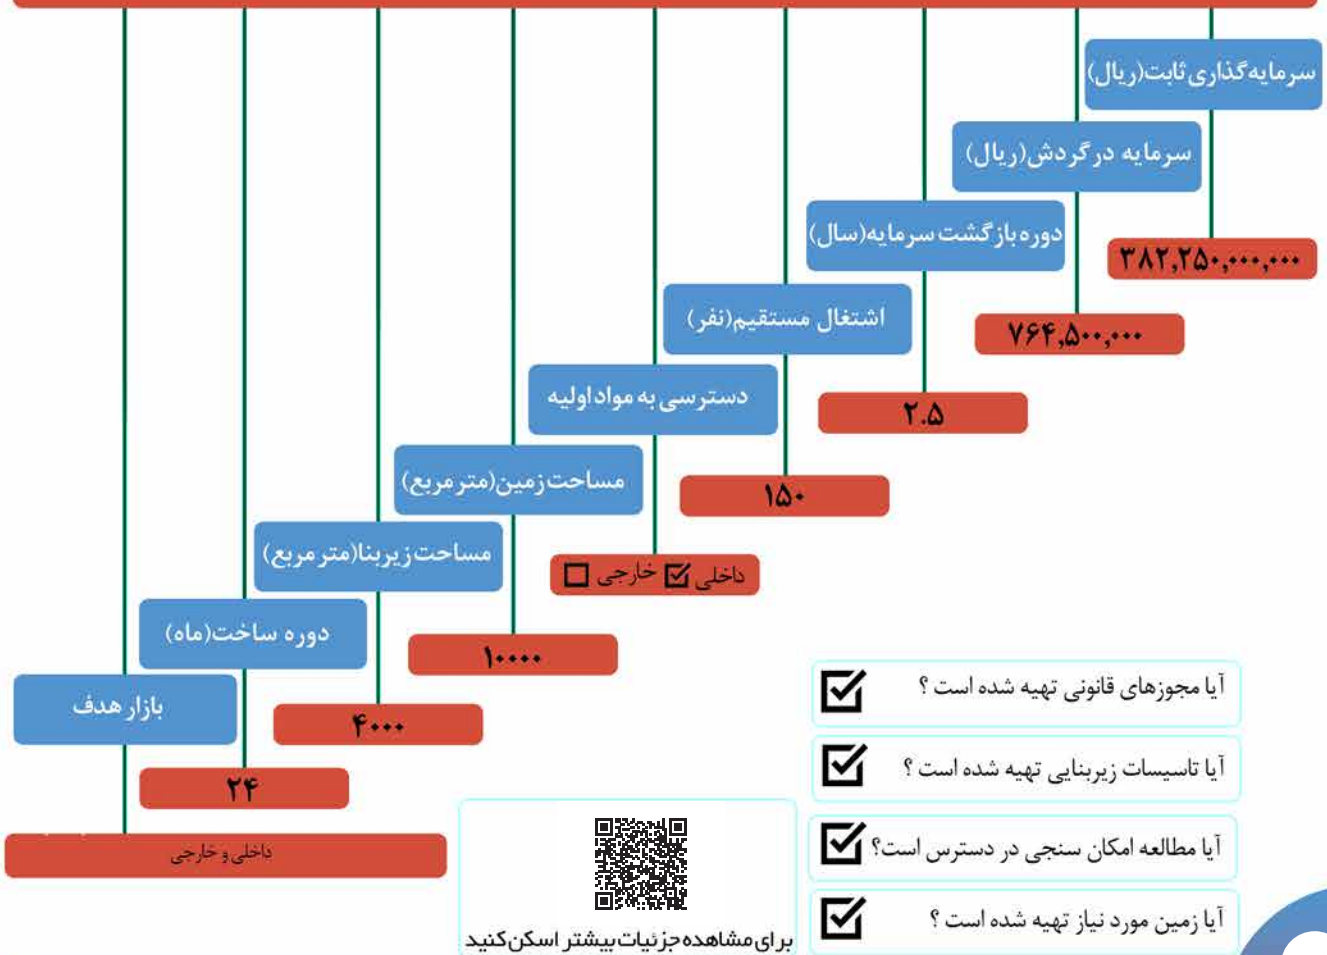 سرمایه‌گذاری ثابت(ریال)
۳۸۲,۲۵۰,۰۰۰,۰۰۰
سرمایه در گردش(ریال)
۷۶۴,۵۰۰,۰۰۰
دوره بازگشت سرمایه(سال)
۲.۵
اشتغال مستقیم(نفر)
۱۵۰
دسترسی به مواد اولیه
داخلی ☑ خارجی ☐
مساحت زمین(متر مربع)
۱۰۰۰۰
مساحت زیربنا(متر مربع)
۴۰۰۰
دوره ساخت(ماه)
۲۴
بازار هدف
داخلی و خارجی
آیا مجوزهای قانونی تهیه شده است ؟ ☑
آیا تاسیسات زیربنایی تهیه شده است ؟ ☑
آیا مطالعه امکان سنجی در دسترس است؟ ☑
آیا زمین مورد نیاز تهیه شده است ؟ ☑
برای مشاهده جزئیات بیشتر اسکن کنید